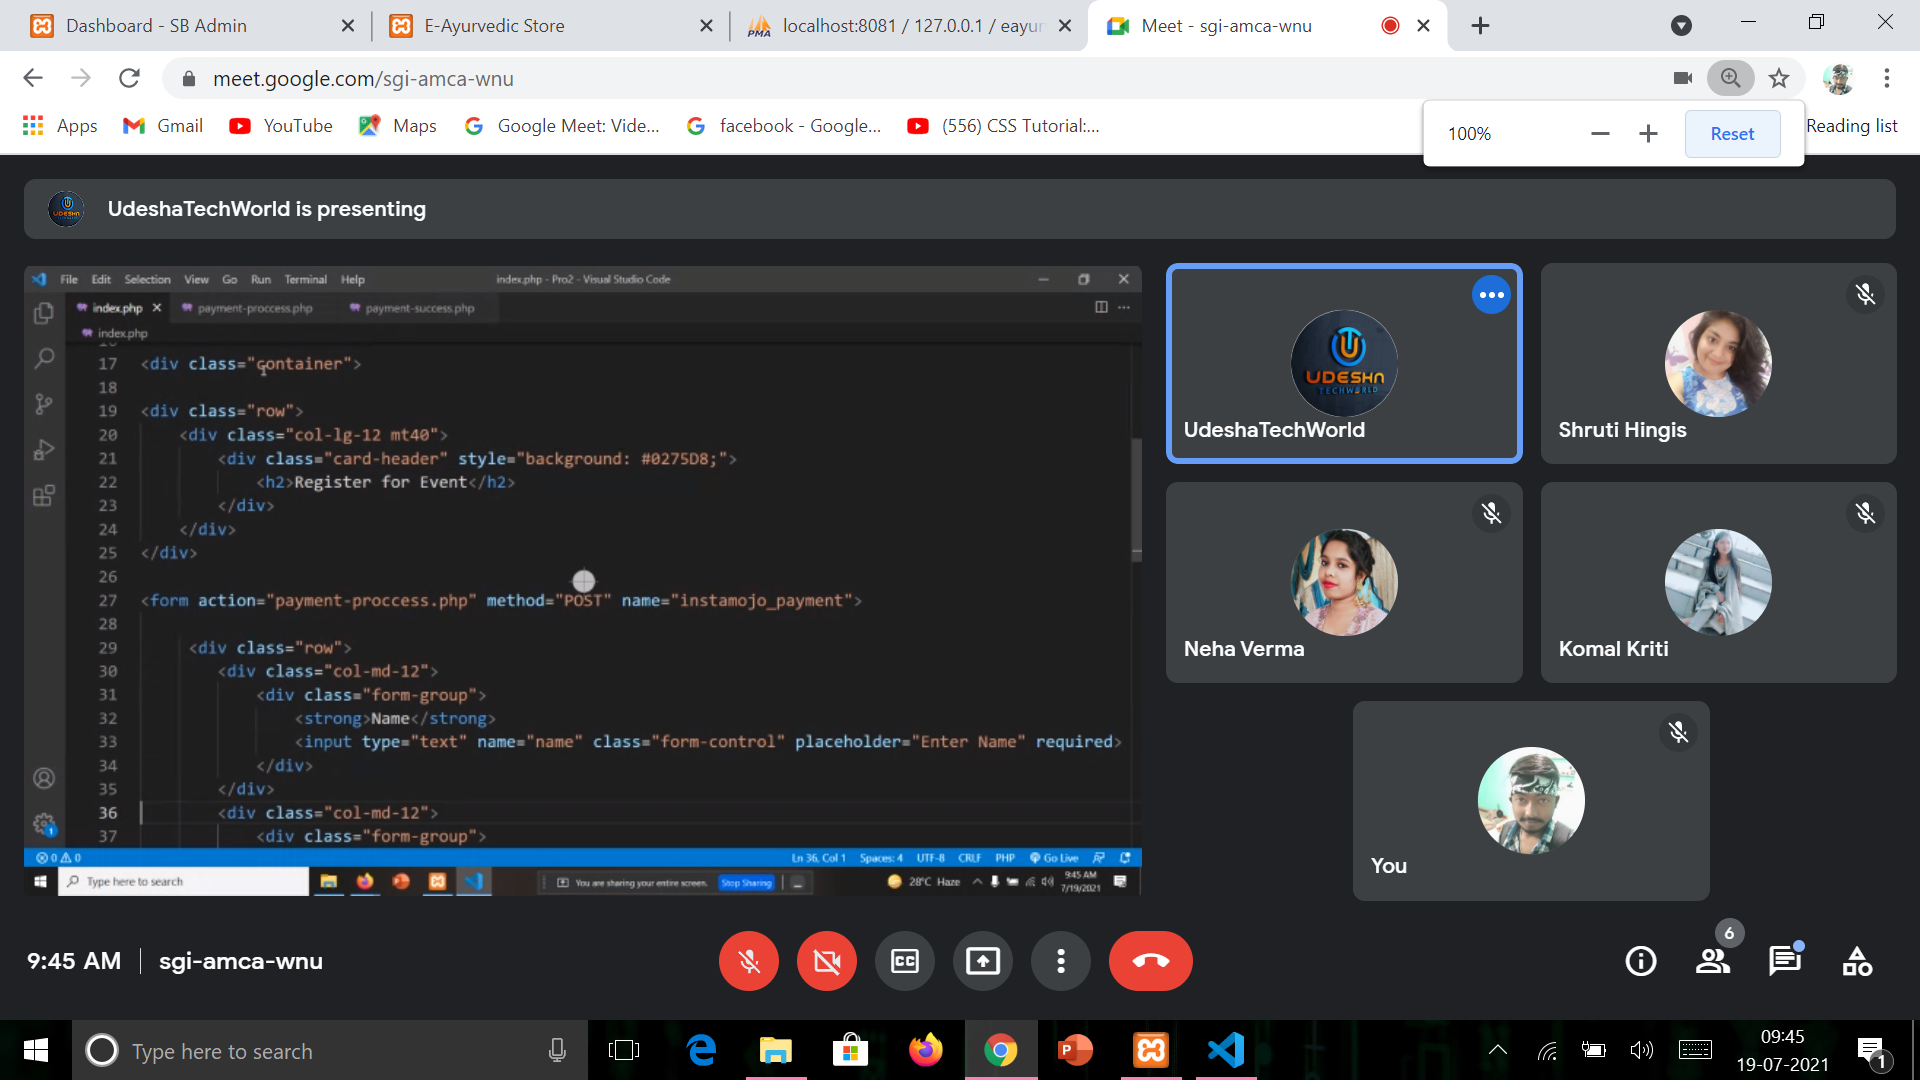 Dashboard - SB Admin
E-Ayurvedic Store
localhost:8081 / 127.0.0.1 / eayur
Meet - sgi-amca-wnu
meet.google.com/sgi-amca-wnu
Apps
Gmail
YouTube
Maps
Google Meet: Vide...
facebook - Google...
(556) CSS Tutorial:...
Reading list
100%
Reset
UdeshaTechWorld is presenting
File Edit Selection View Go Run Terminal Help
index.php - Pro2 - Visual Studio Code
index.php
payment-proccess.php
payment-success.php
index.php
17 <div class="container">
18
19 <div class="row">
20 <div class="col-lg-12 mt40">
21 <div class="card-header" style="background: #0275D8;">
22 <h2>Register for Event</h2>
23 </div>
24 </div>
25 </div>
26
27 <form action="payment-proccess.php" method="POST" name="instamojo_payment">
28
29 <div class="row">
30 <div class="col-md-12">
31 <div class="form-group">
32 <strong>Name</strong>
33 <input type="text" name="name" class="form-control" placeholder="Enter Name" required>
34 </div>
35 </div>
36 <div class="col-md-12">
37 <div class="form-group">
0 0
Ln 36, Col 1 Spaces: 4 UTF-8 CRLF PHP Go Live
Type here to search
You are sharing your entire screen.
Stop Sharing
28°C Haze
9:45 AM
7/19/2021
UDESHA
TECHWORLD
UdeshaTechWorld
Shruti Hingis
Neha Verma
Komal Kriti
You
9:45 AM
sgi-amca-wnu
CC
6
Type here to search
09:45
19-07-2021
1